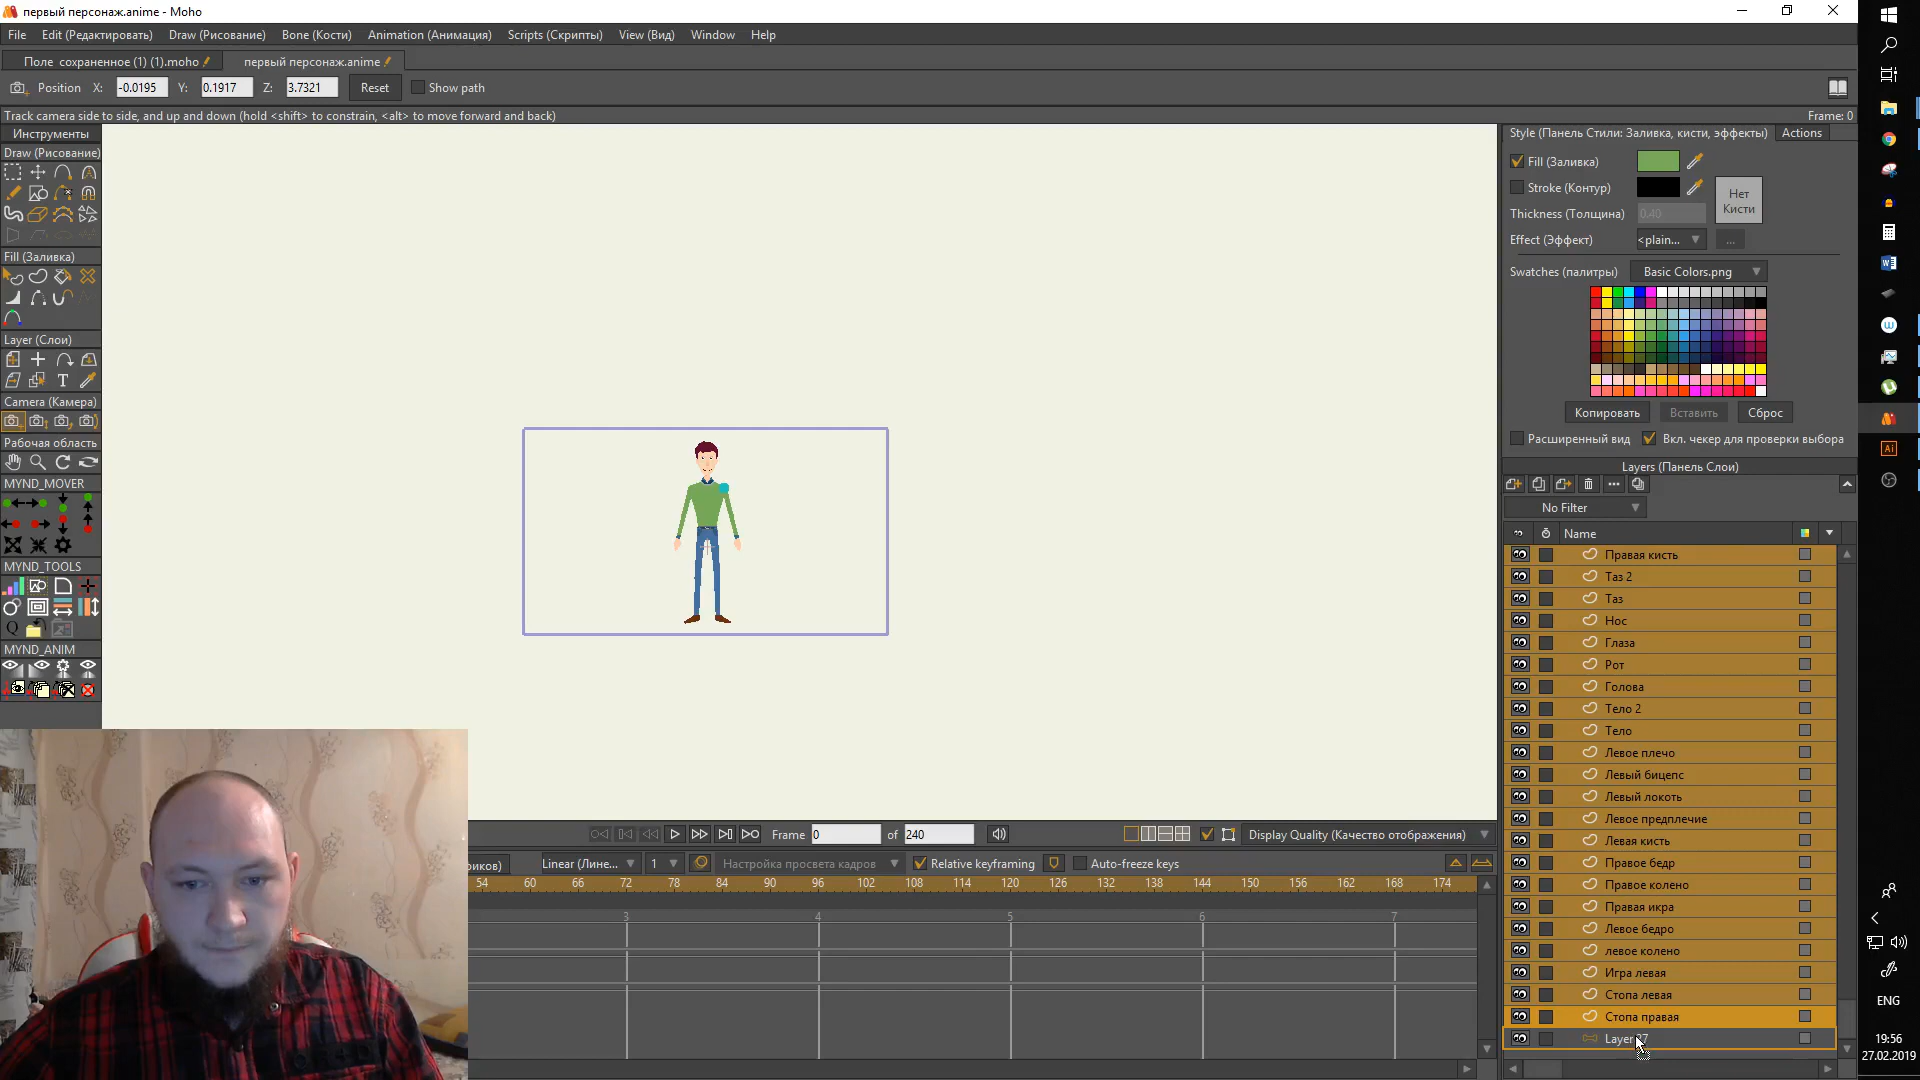 первый персонаж.anime - Moho
File Edit (Редактировать) Draw (Рисование) Bone (Кости) Animation (Анимация) Scripts (Скрипты) View (Вид) Window Help
Поле сохраненное (1) (1).moho первый персонаж.anime
Position X: -0.0195 Y: 0.1917 Z: 3.7321 Reset Show path
Track camera side to side, and up and down (hold <shift> to constrain, <alt> to move forward and back) Frame: 0
Инструменты
Draw (Рисование)
Fill (Заливка)
Layer (Слои)
T
Camera (Камера)
Рабочая область
MYND_MOVER
MYND_TOOLS
Q
MYND_ANIM
Style (Панель Стили: Заливка, кисти, эффекты) Actions
Fill (Заливка)
Stroke (Контур)
Нет Кисти
Thickness (Толщина) 0.40
Effect (Эффект) <plain... ...
Swatches (палитры) Basic Colors.png
Копировать Вставить Сброс
Расширенный вид Вкл. чекер для проверки выбора
Layers (Панель Слои)
No Filter
Name
Правая кисть
Таз 2
Таз
Нос
Глаза
Рот
Голова
Тело 2
Тело
Левое плечо
Левый бицепс
Левый локоть
Левое предплечие
Левая кисть
Правое бедр
Правое колено
Правая икра
Левое бедро
левое колено
Игра левая
Стопа левая
Стопа правая
Frame 0 of 240 Display Quality (Качество отображения)
риков) Linear (Лине... 1 Настройка просвета кадров Relative keyframing Auto-freeze keys
54 60 66 72 78 84 90 96 102 108 114 120 126 132 138 144 150 156 162 168 174
3 4 5 6 7
W
Ai
ENG
19:56
27.02.2019